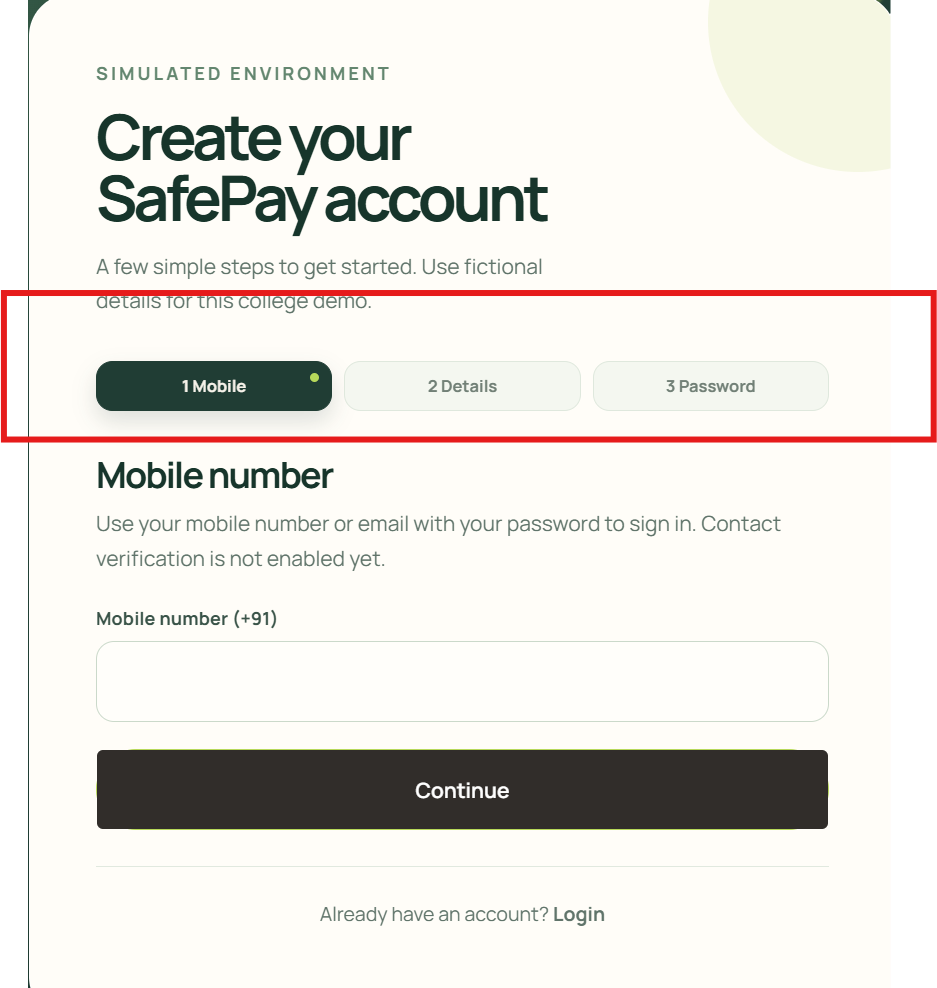 SIMULATED ENVIRONMENT
Create your
SafePay account
A few simple steps to get started. Use fictional
details for this college demo.
1 Mobile
2 Details
3 Password
Mobile number
Use your mobile number or email with your password to sign in. Contact
verification is not enabled yet.
Mobile number (+91)
Continue
Already have an account? Login